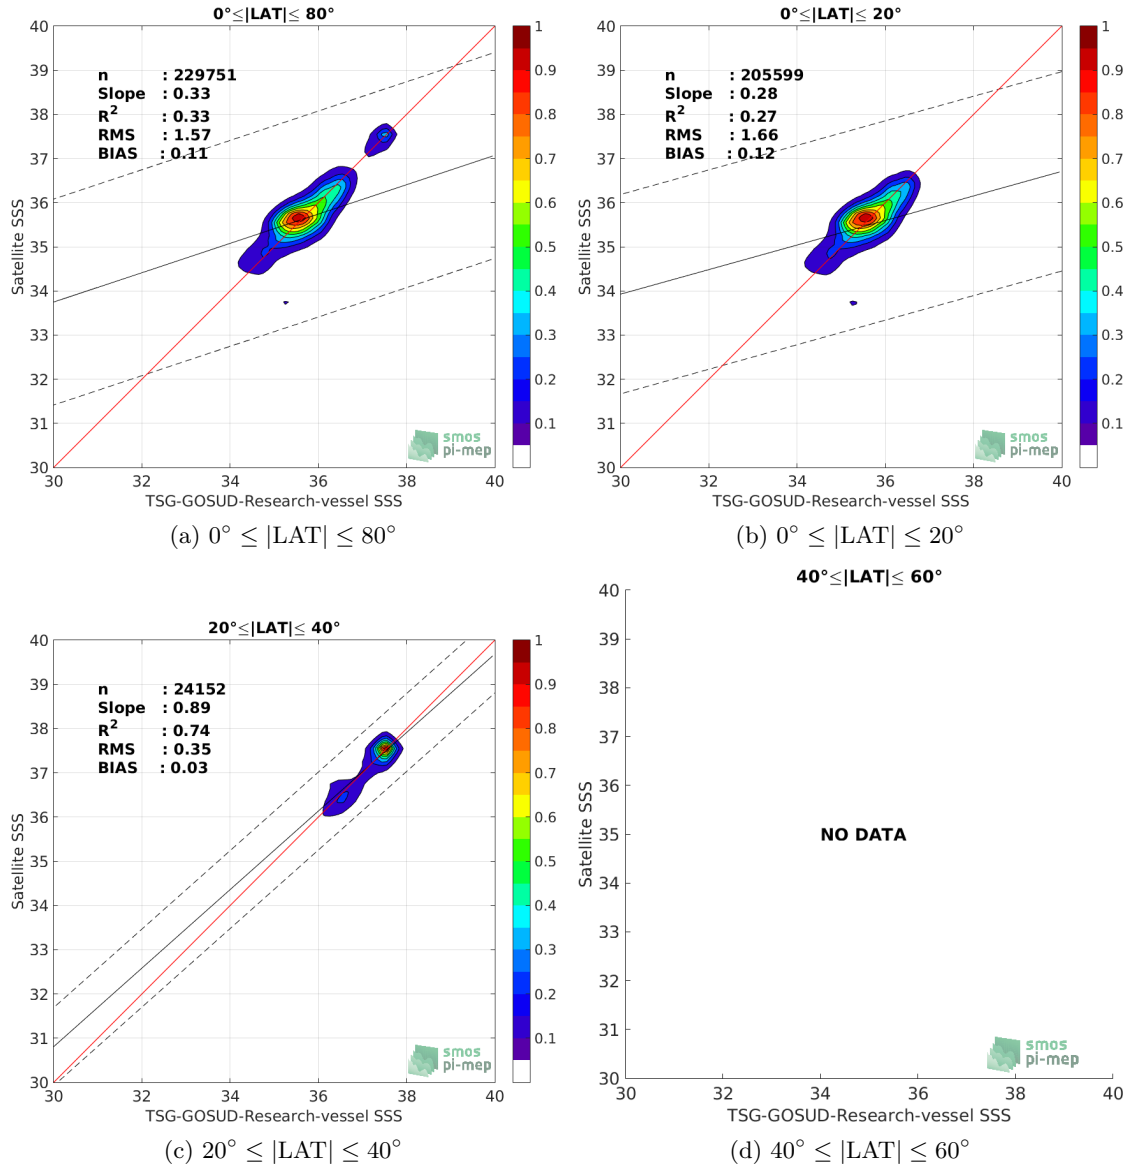 0°≤|LAT|≤ 80°
n : 229751
Slope : 0.33
R² : 0.33
RMS : 1.57
BIAS : 0.11
Satellite SSS
40
39
38
37
36
35
34
33
32
31
30
30 32 34 36 38 40
TSG-GOSUD-Research-vessel SSS
1
0.9
0.8
0.7
0.6
0.5
0.4
0.3
0.2
0.1
smos
pi-mep
(a) 0° ≤ |LAT| ≤ 80°
0°≤|LAT|≤ 20°
n : 205599
Slope : 0.28
R² : 0.27
RMS : 1.66
BIAS : 0.12
Satellite SSS
40
39
38
37
36
35
34
33
32
31
30
30 32 34 36 38 40
TSG-GOSUD-Research-vessel SSS
1
0.9
0.8
0.7
0.6
0.5
0.4
0.3
0.2
0.1
smos
pi-mep
(b) 0° ≤ |LAT| ≤ 20°
20°≤|LAT|≤ 40°
n : 24152
Slope : 0.89
R² : 0.74
RMS : 0.35
BIAS : 0.03
Satellite SSS
40
39
38
37
36
35
34
33
32
31
30
30 32 34 36 38 40
TSG-GOSUD-Research-vessel SSS
1
0.9
0.8
0.7
0.6
0.5
0.4
0.3
0.2
0.1
smos
pi-mep
(c) 20° ≤ |LAT| ≤ 40°
40°≤|LAT|≤ 60°
NO DATA
Satellite SSS
40
39
38
37
36
35
34
33
32
31
30
30 32 34 36 38 40
TSG-GOSUD-Research-vessel SSS
smos
pi-mep
(d) 40° ≤ |LAT| ≤ 60°